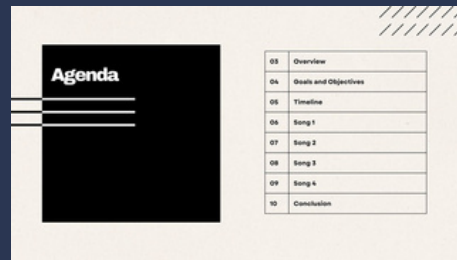 Agenda
03 Overview
04 Goals and Objectives
05 Timeline
06 Song 1
07 Song 2
08 Song 3
09 Song 4
10 Conclusion